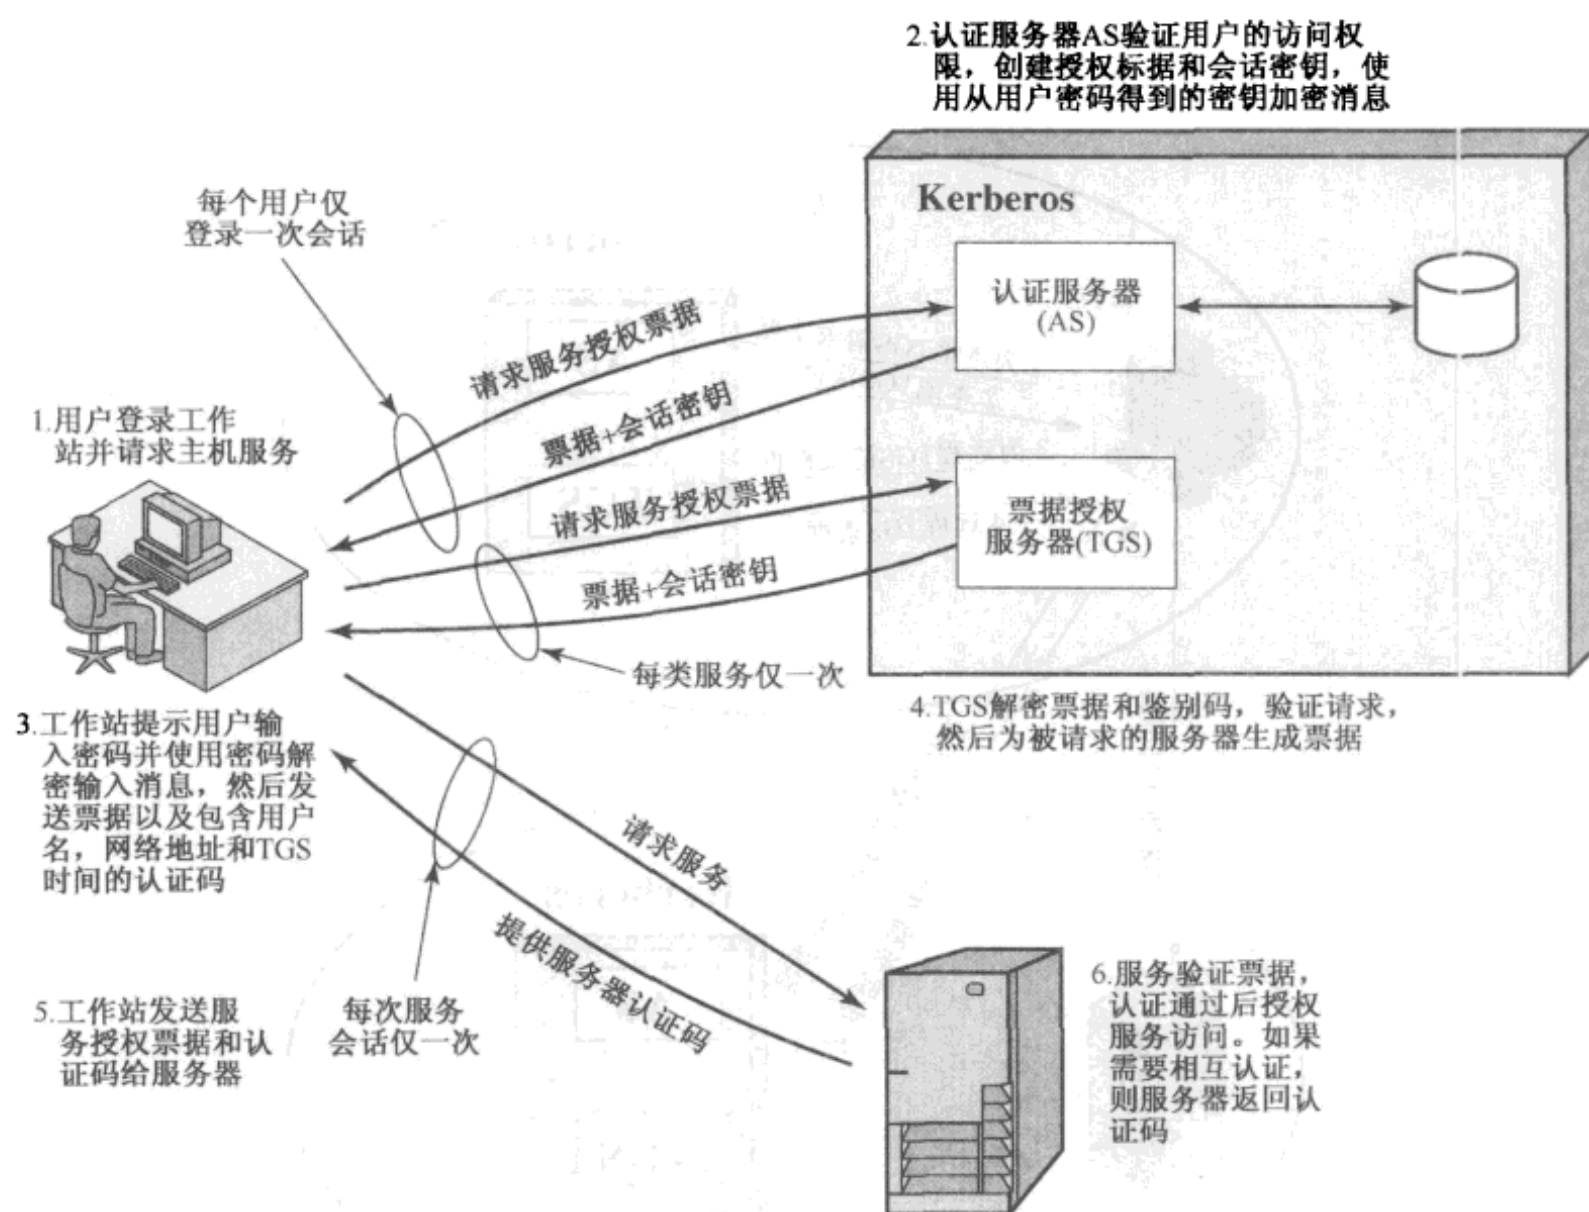 2.认证服务器AS验证用户的访问权
限，创建授权标据和会话密钥，使
用从用户密码得到的密钥加密消息
Kerberos
每个用户仅
登录一次会话
认证服务器
(AS)
请求服务授权票据
票据+会话密钥
1.用户登录工作
站并请求主机服务
请求服务授权票据
票据授权
服务器(TGS)
票据+会话密钥
每类服务仅一次
3.工作站提示用户输
入密码并使用密码解
密输入消息，然后发
送票据以及包含用户
名，网络地址和TGS
时间的认证码
4.TGS解密票据和鉴别码，验证请求，
然后为被请求的服务器生成票据
请求服务
提供服务器认证码
5.工作站发送服
务授权票据和认
证码给服务器
每次服务
会话仅一次
6.服务验证票据，
认证通过后授权
服务访问。如果
需要相互认证，
则服务器返回认
证码